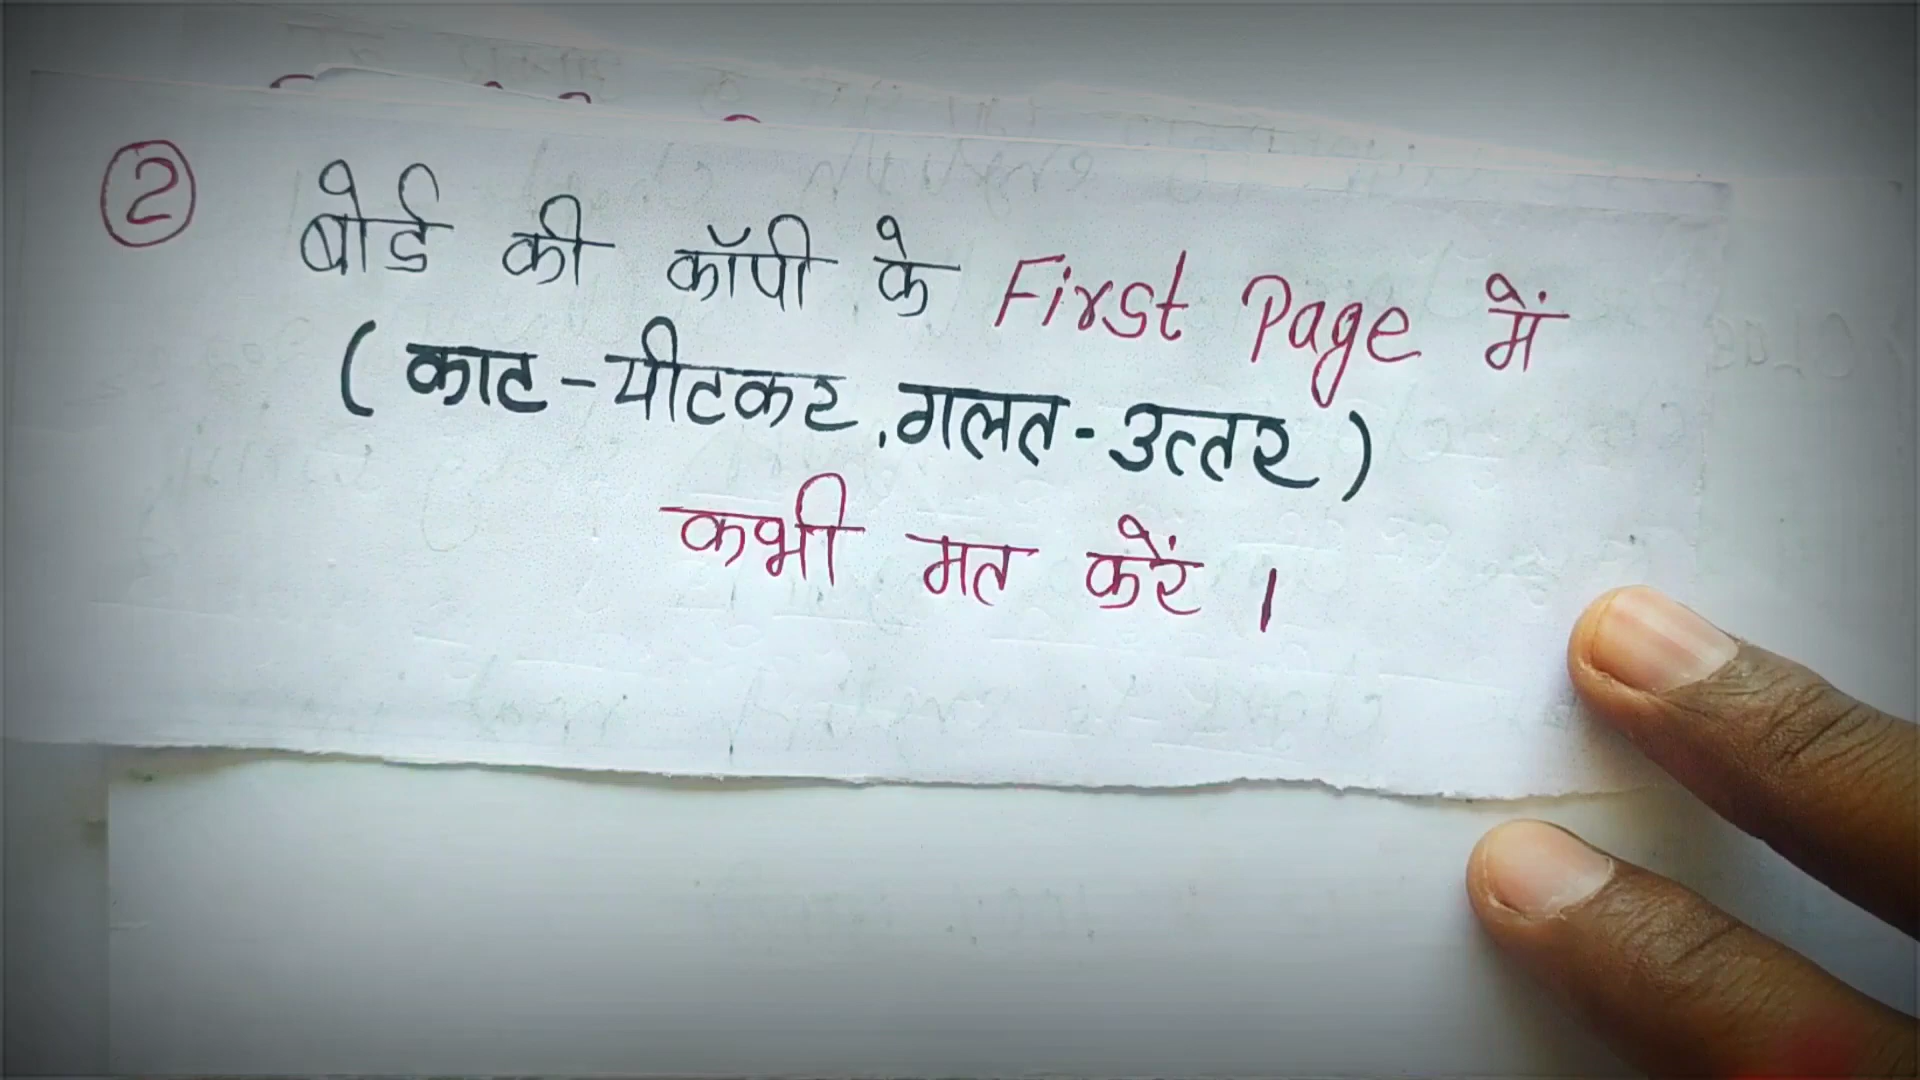 ② बोर्ड की कॉपी के First Page में
( काट - पीटकर, गलत - उत्तर )
कभी मत करें ।